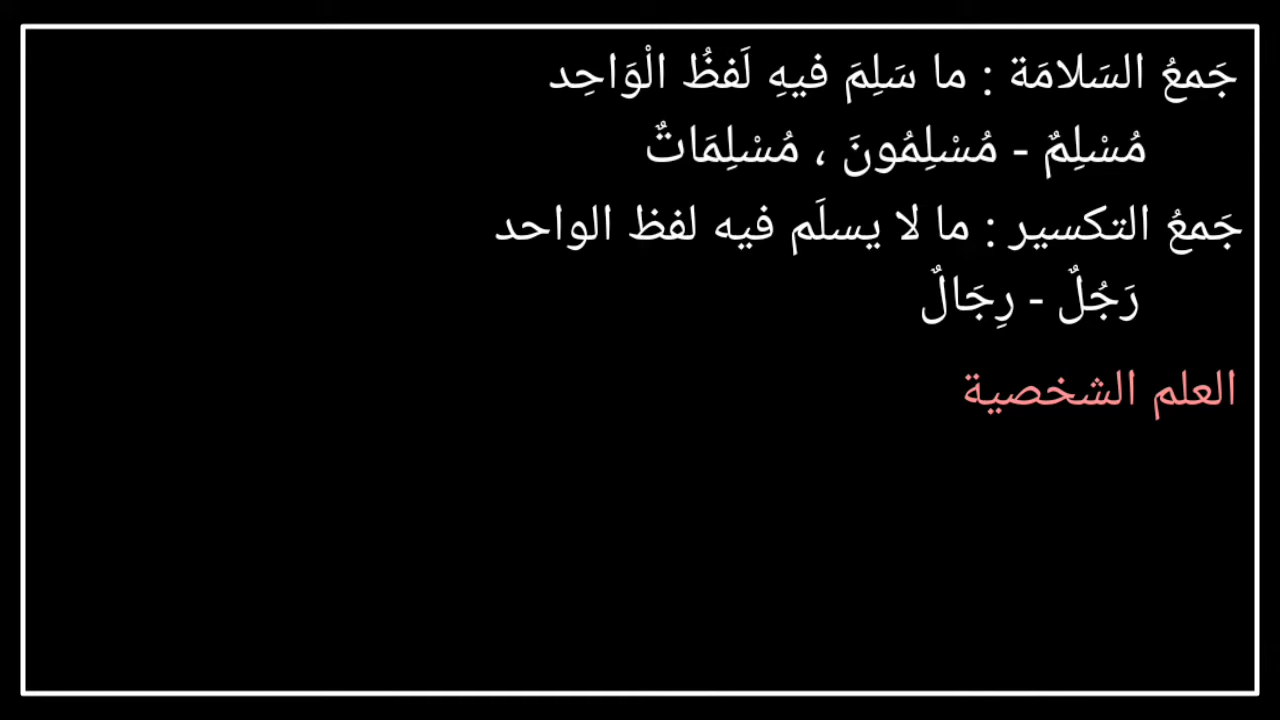 جَمعُ السَلامَة : ما سَلِمَ فيهِ لَفظُ الْوَاحِد
مُسْلِمٌ - مُسْلِمُونَ ، مُسْلِمَاتٌ
جَمعُ التكسير : ما لا يسلَم فيه لفظ الواحد
رَجُلٌ - رِجَالٌ
العلم الشخصية